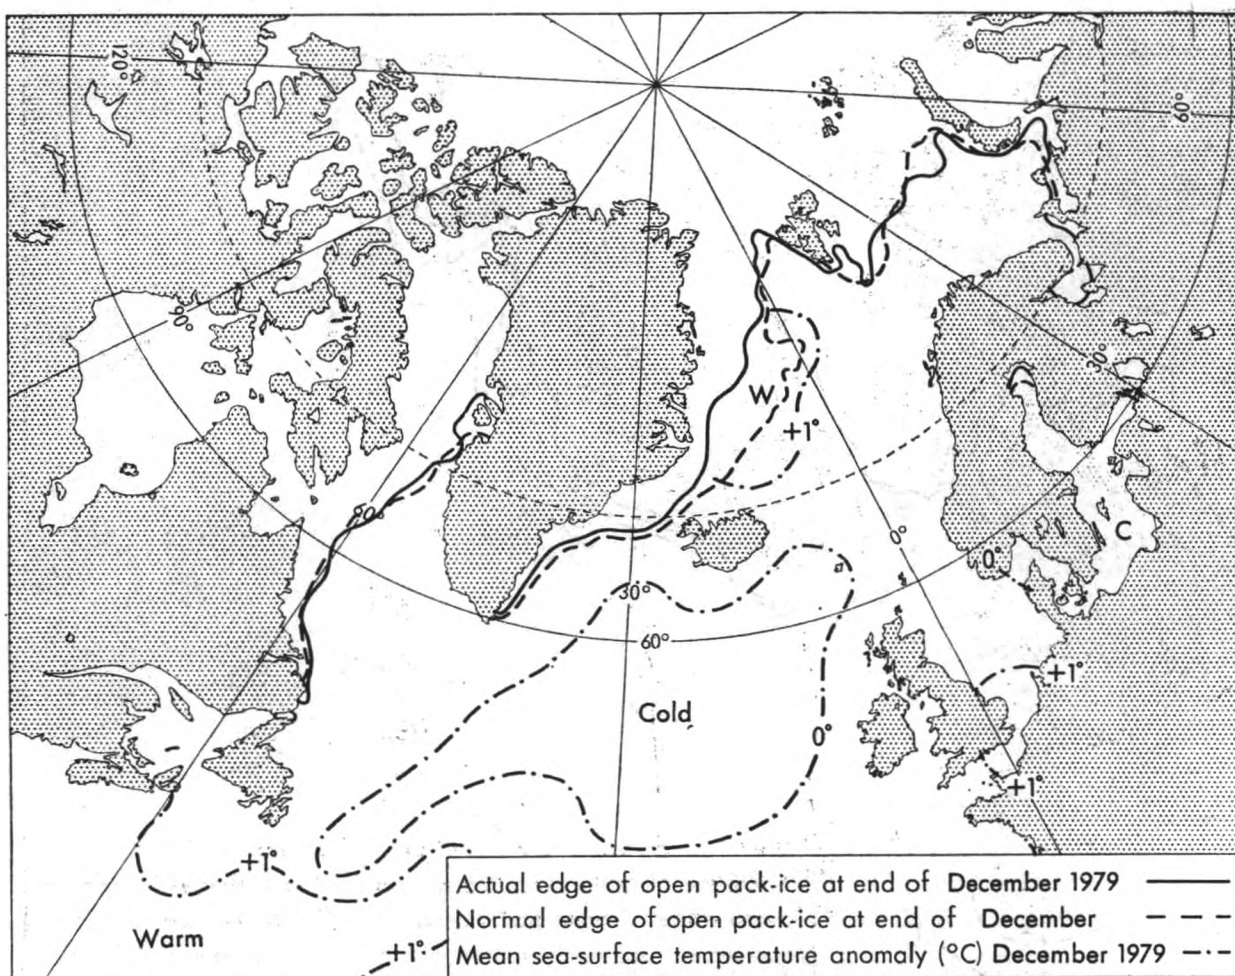 120°
60°
90°
30°
W
+1°
60°
0°
C
0°
30°
60°
+1°
Cold
0°
+1°
+1°
Actual edge of open pack-ice at end of December 1979
Normal edge of open pack-ice at end of December
Warm
+1°
Mean sea-surface temperature anomaly (°C) December 1979